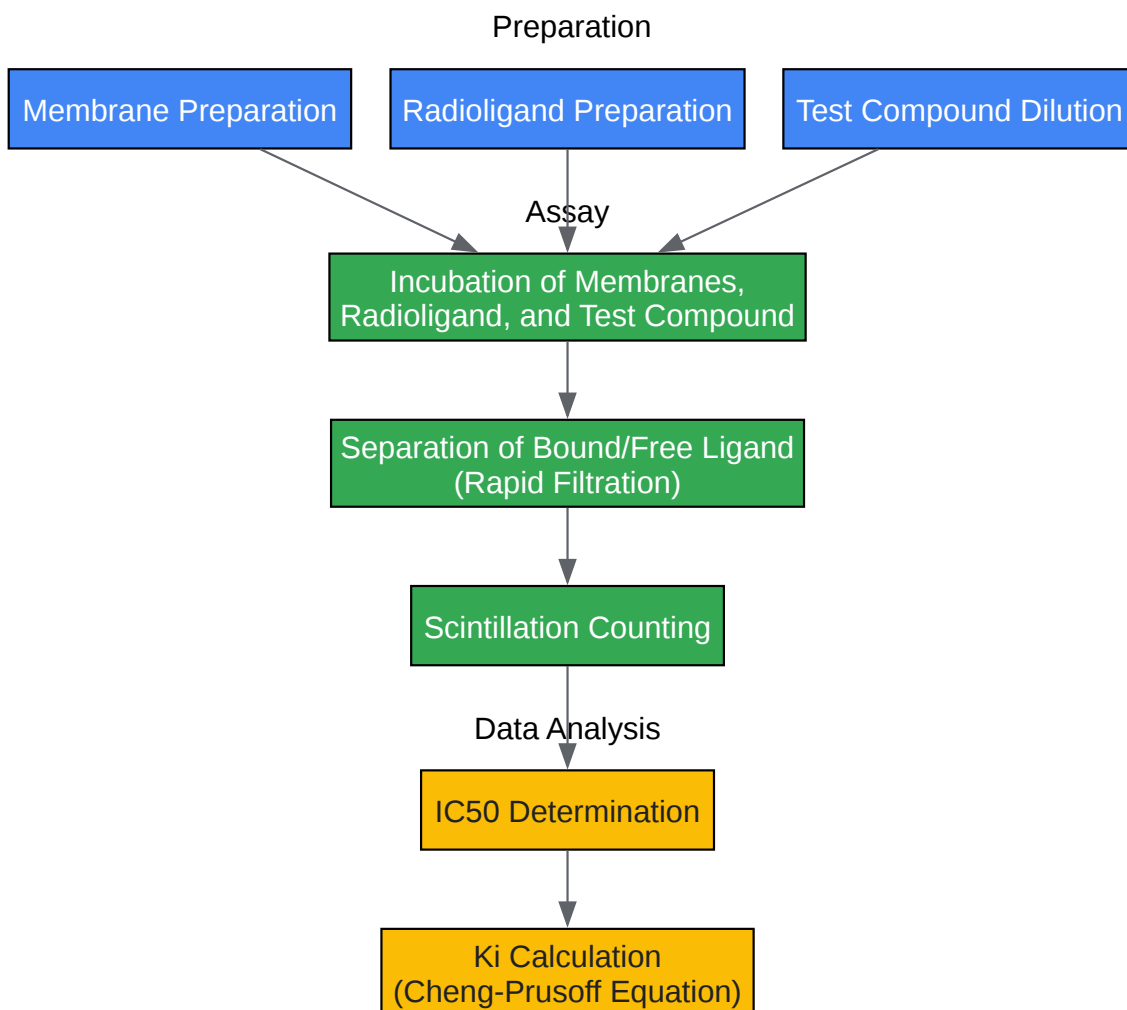 Preparation
Membrane Preparation
Radioligand Preparation
Test Compound Dilution
Assay
Incubation of Membranes,
Radioligand, and Test Compound
Separation of Bound/Free Ligand
(Rapid Filtration)
Scintillation Counting
Data Analysis
IC50 Determination
Ki Calculation
(Cheng-Prusoff Equation)